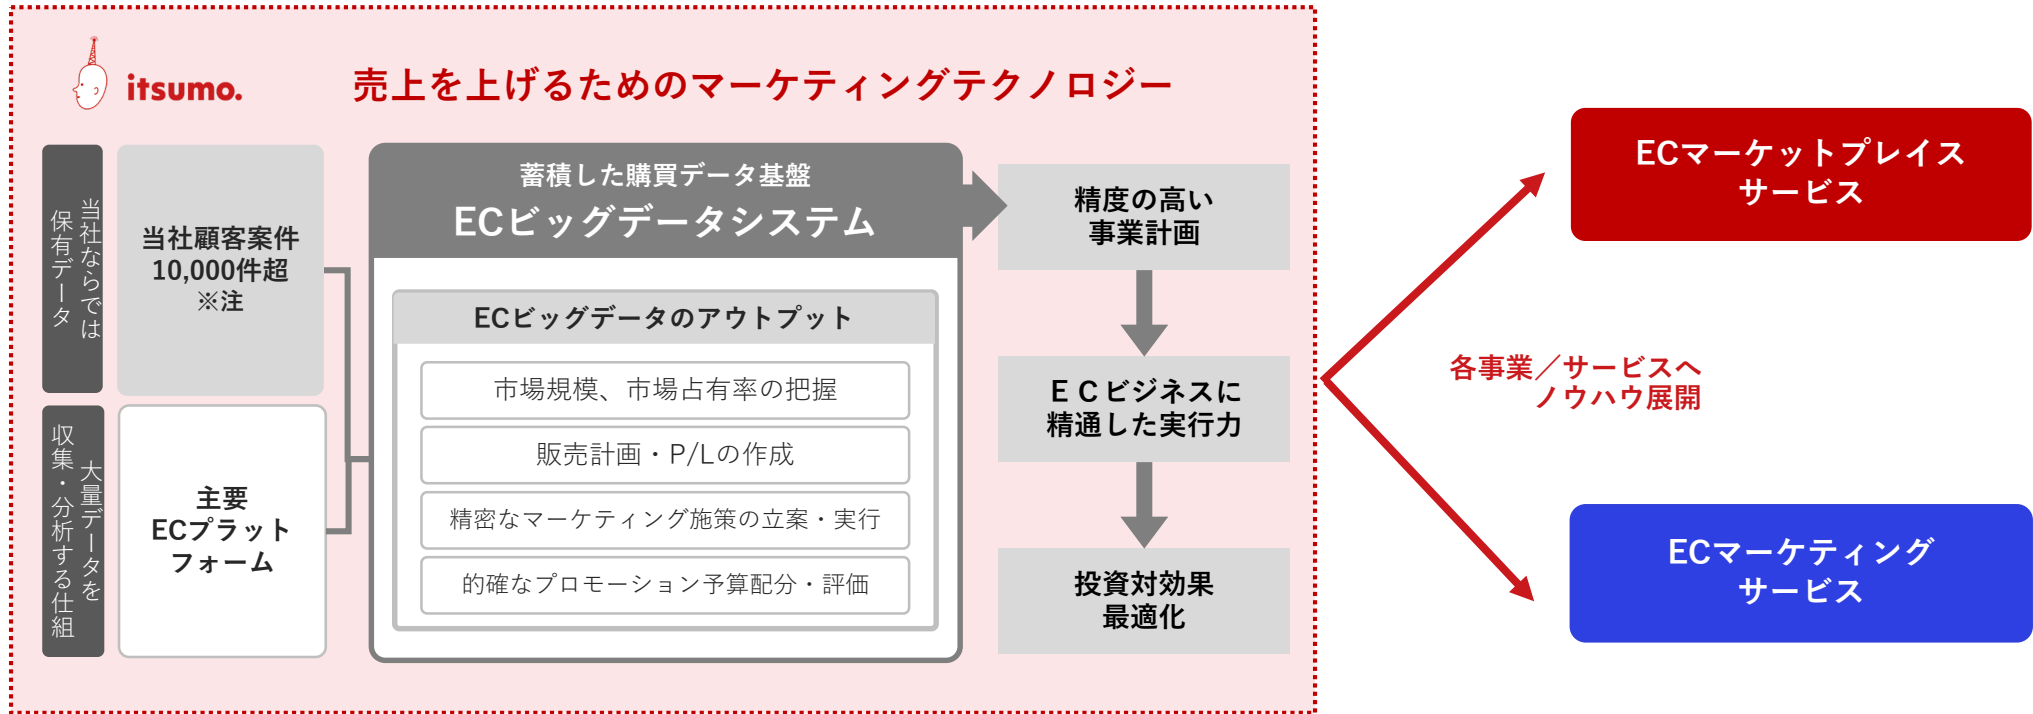 itsumo.
売上を上げるためのマーケティングテクノロジー
当社ならでは
保有データ
当社顧客案件
10,000件超
※注
大量データを
収集・分析する仕組
主要
ECプラット
フォーム
蓄積した購買データ基盤
ECビッグデータシステム
ECビッグデータのアウトプット
市場規模、市場占有率の把握
販売計画・P/Lの作成
精密なマーケティング施策の立案・実行
的確なプロモーション予算配分・評価
精度の高い
事業計画
ＥＣビジネスに
精通した実行力
投資対効果
最適化
各事業／サービスへ
ノウハウ展開
ECマーケットプレイス
サービス
ECマーケティング
サービス